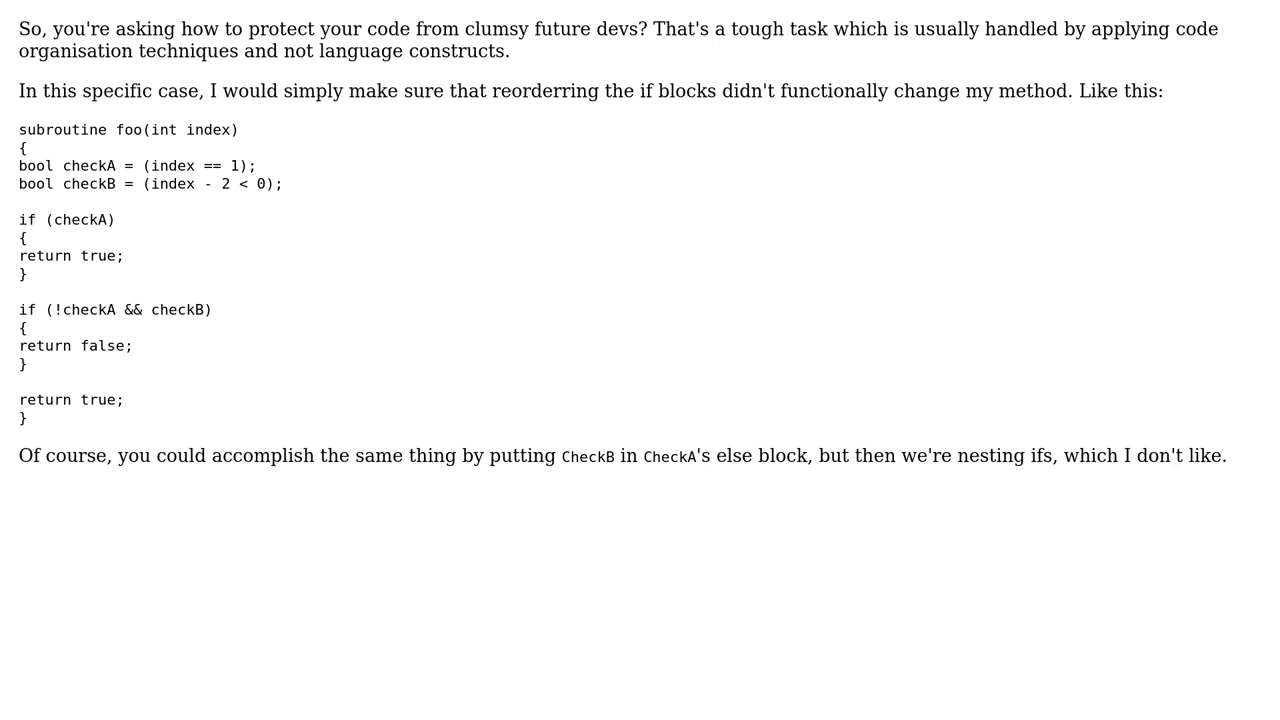 So, you're asking how to protect your code from clumsy future devs? That's a tough task which is usually handled by applying code
organisation techniques and not language constructs.
In this specific case, I would simply make sure that reorderring the if blocks didn't functionally change my method. Like this:
subroutine foo(int index)
{
bool checkA = (index == 1);
bool checkB = (index - 2 < 0);
if (checkA)
{
return true;
}
if (!checkA && checkB)
{
return false;
}
return true;
}
Of course, you could accomplish the same thing by putting CheckB in CheckA's else block, but then we're nesting ifs, which I don't like.